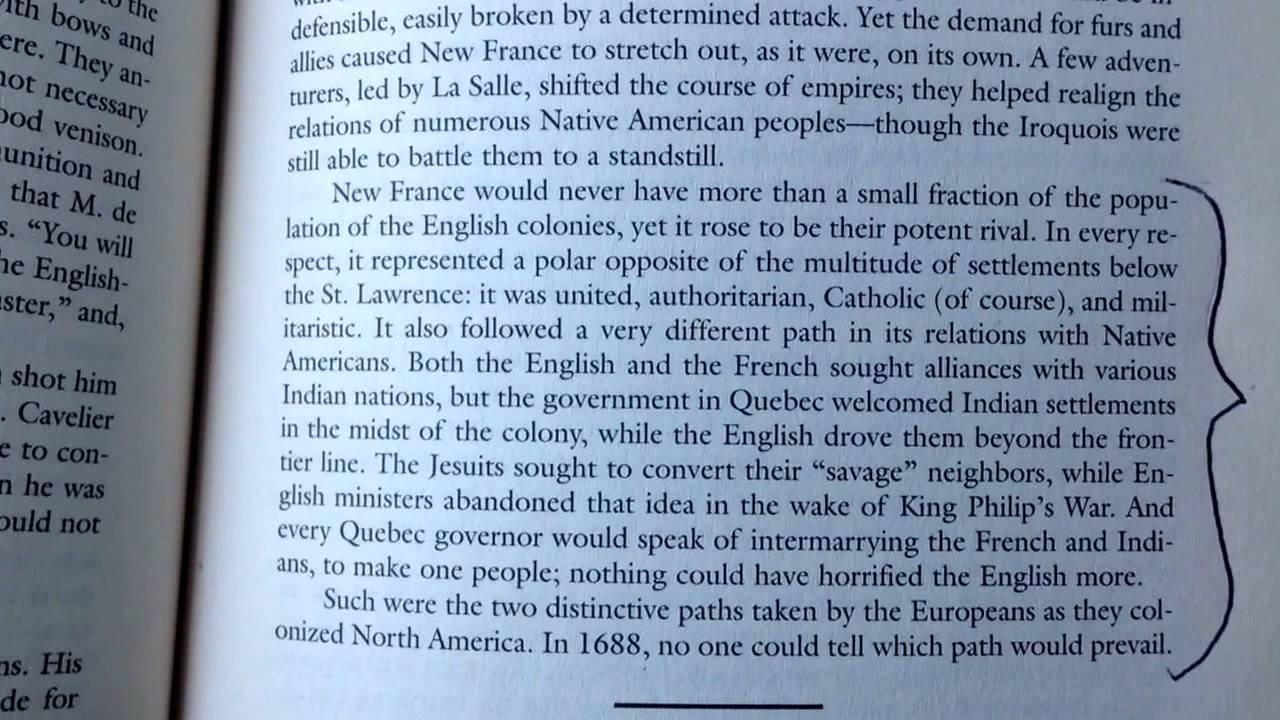 to the
ith bows and
ere. They an-
not necessary
ood venison.
unition and
that M. de
s. "You will
he English-
ster," and,
shot him
. Cavelier
e to con-
n he was
ould not
ns. His
de for
defensible, easily broken by a determined attack. Yet the demand for furs and
allies caused New France to stretch out, as it were, on its own. A few adven-
turers, led by La Salle, shifted the course of empires; they helped realign the
relations of numerous Native American peoples—though the Iroquois were
still able to battle them to a standstill.
New France would never have more than a small fraction of the popu-
lation of the English colonies, yet it rose to be their potent rival. In every re-
spect, it represented a polar opposite of the multitude of settlements below
the St. Lawrence: it was united, authoritarian, Catholic (of course), and mil-
itaristic. It also followed a very different path in its relations with Native
Americans. Both the English and the French sought alliances with various
Indian nations, but the government in Quebec welcomed Indian settlements
in the midst of the colony, while the English drove them beyond the fron-
tier line. The Jesuits sought to convert their "savage" neighbors, while En-
glish ministers abandoned that idea in the wake of King Philip's War. And
every Quebec governor would speak of intermarrying the French and Indi-
ans, to make one people; nothing could have horrified the English more.
Such were the two distinctive paths taken by the Europeans as they col-
onized North America. In 1688, no one could tell which path would prevail.